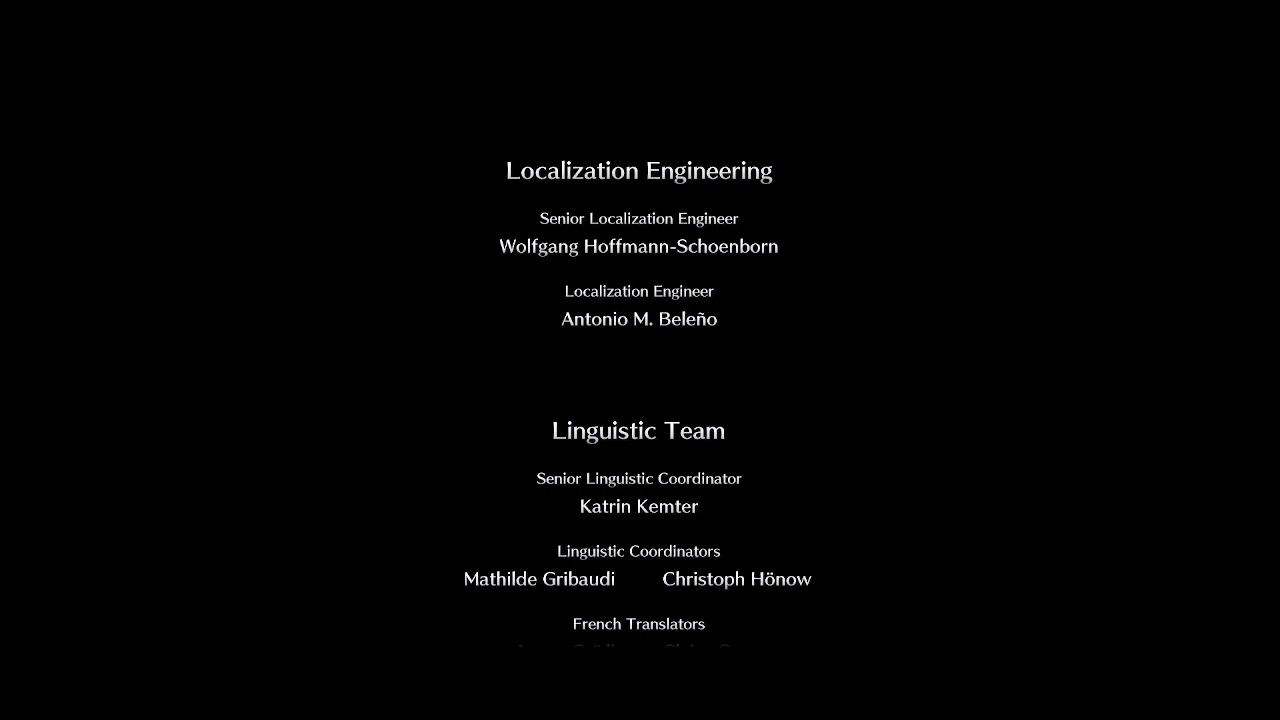 Localization Engineering
Senior Localization Engineer
Wolfgang Hoffmann-Schoenborn
Localization Engineer
Antonio M. Beleño
Linguistic Team
Senior Linguistic Coordinator
Katrin Kemter
Linguistic Coordinators
Mathilde Gribaudi Christoph Hönow
French Translators